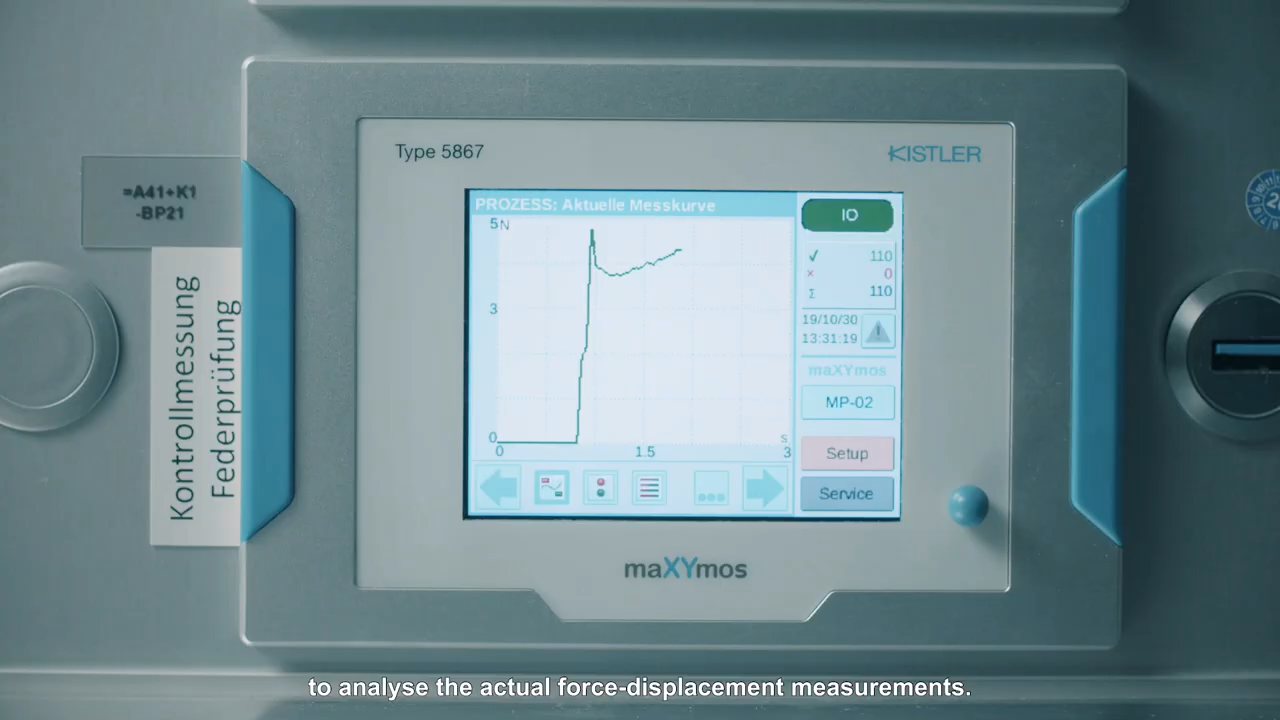 Type 5867
KISTLER
=A41+K1
-BP21
Kontrollmessung
Federprüfung
PROZESS: Aktuelle Messkurve
5 N
3
0
0
1.5
3
s
IO
✓ 110
× 0
Σ 110
19/10/30
13:31:19
maXYmos
MP-02
Setup
Service
maXYmos
to analyse the actual force-displacement measurements.